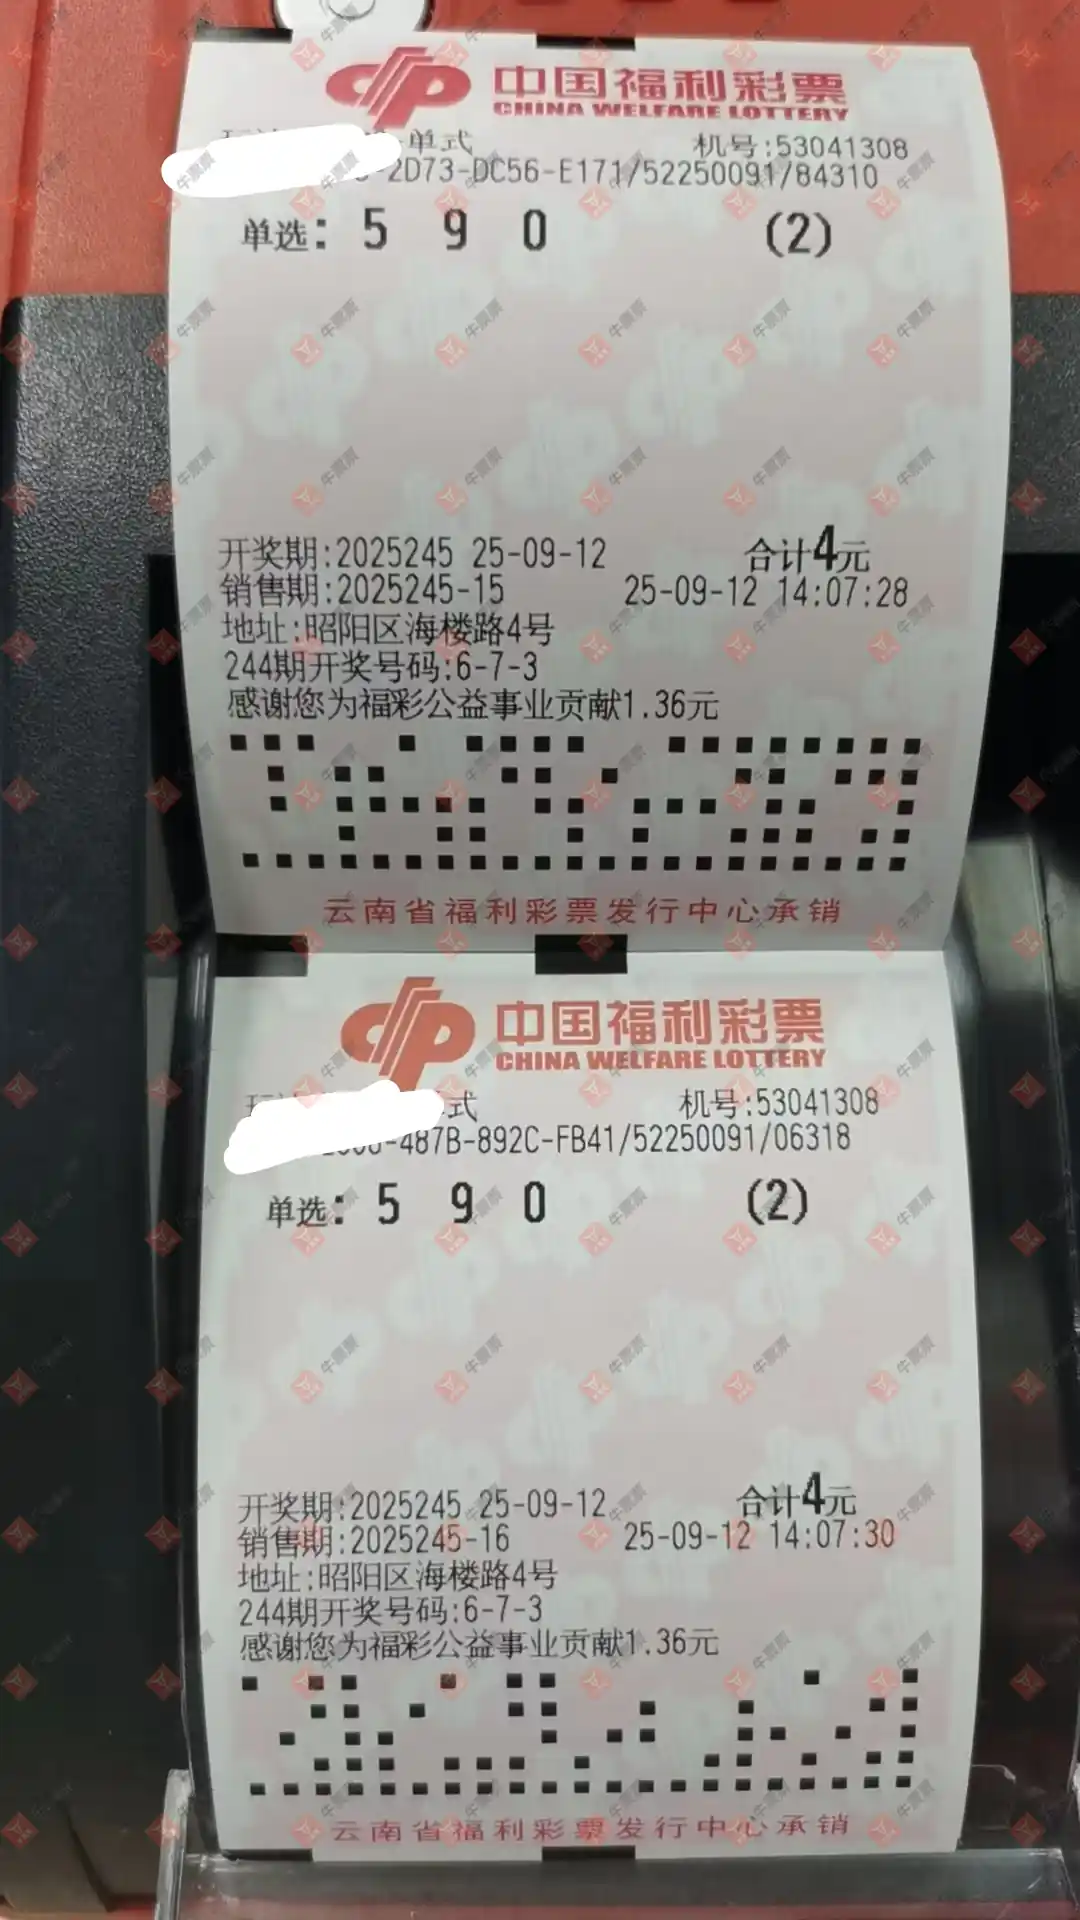 中国福利彩票
CHINA WELFARE LOTTERY
单式 机号:53041308
-2D73-DC56-E171/52250091/84310
单选: 5 9 0 (2)
开奖期:2025245 25-09-12 合计4元
销售期:2025245-15 25-09-12 14:07:28
地址:昭阳区海楼路4号
244期开奖号码:6-7-3
感谢您为福彩公益事业贡献1.36元
云南省福利彩票发行中心承销
中国福利彩票
CHINA WELFARE LOTTERY
式 机号:53041308
-487B-892C-FB41/52250091/06318
单选: 5 9 0 (2)
开奖期:2025245 25-09-12 合计4元
销售期:2025245-16 25-09-12 14:07:30
地址:昭阳区海楼路4号
244期开奖号码:6-7-3
感谢您为福彩公益事业贡献1.36元
云南省福利彩票发行中心承销
牛票票